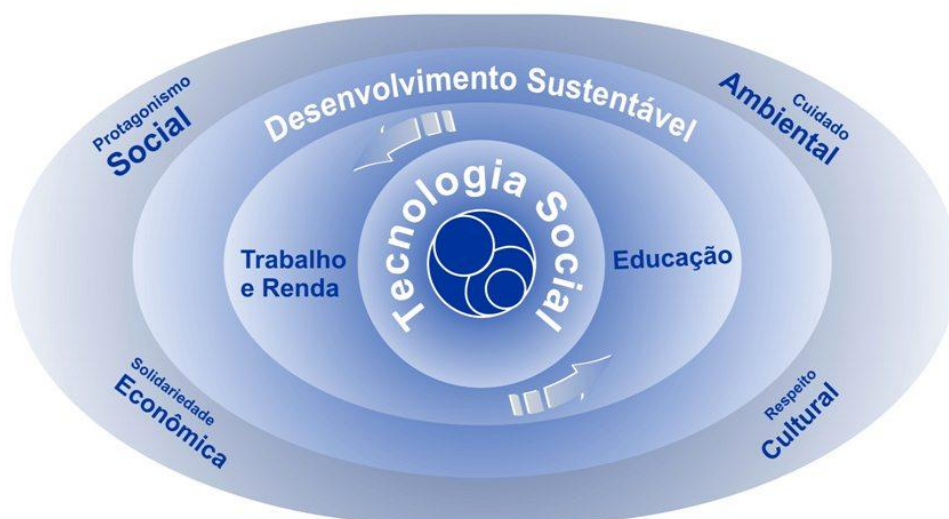 Protagonismo
Social
Desenvolvimento Sustentável
Cuidado
Ambiental
Tecnologia Social
Trabalho
e Renda
Educação
Solidariedade
Econômica
Respeito
Cultural